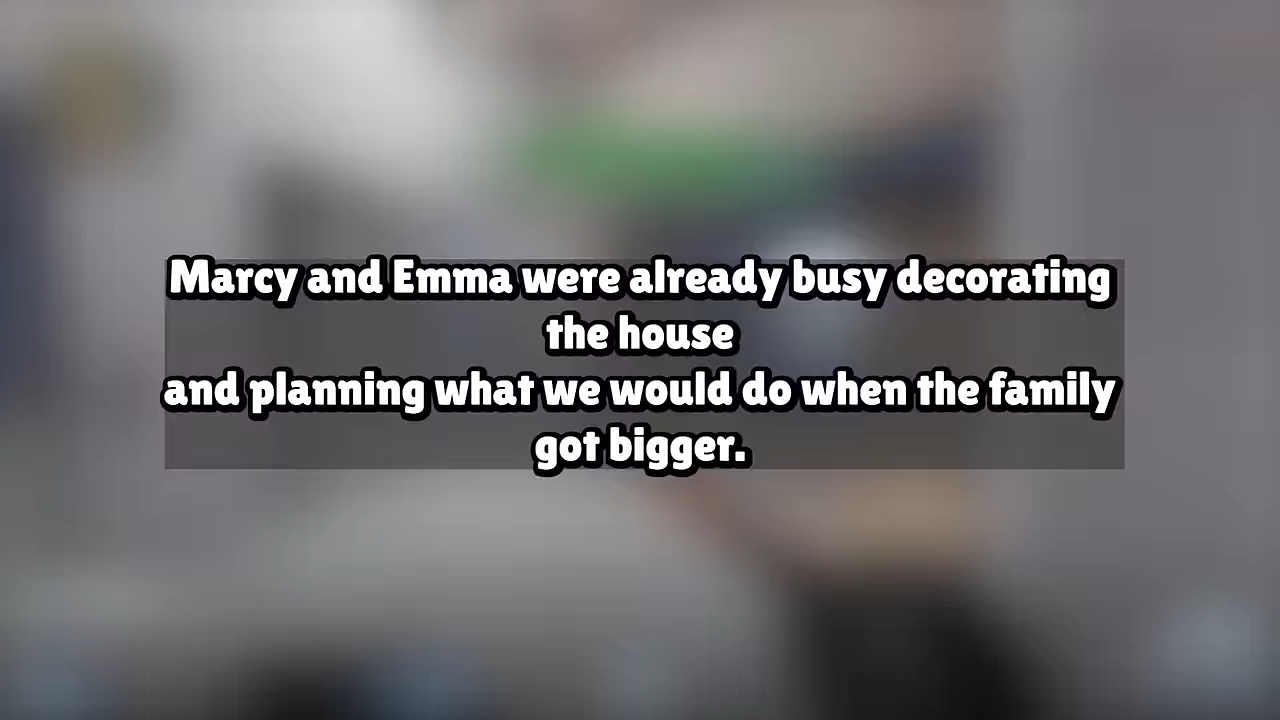 Marcy and Emma were already busy decorating
the house
and planning what we would do when the family
got bigger.